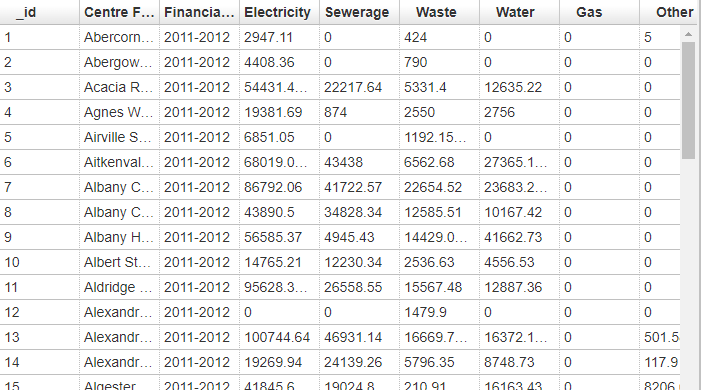 _id Centre F... Financia... Electricity Sewerage Waste Water Gas Other
1 Abercorn... 2011-2012 2947.11 0 424 0 0 5
2 Abergow... 2011-2012 4408.36 0 790 0 0 0
3 Acacia R... 2011-2012 54431.4... 22217.64 5331.4 12635.22 0 0
4 Agnes W... 2011-2012 19381.69 874 2550 2756 0 0
5 Airville S... 2011-2012 6851.05 0 1192.15... 0 0 0
6 Aitkenval... 2011-2012 68019.0... 43438 6562.68 27365.1... 0 0
7 Albany C... 2011-2012 86792.06 41722.57 22654.52 23683.2... 0 0
8 Albany C... 2011-2012 43890.5 34828.34 12585.51 10167.42 0 0
9 Albany H... 2011-2012 56585.37 4945.43 14429.0... 41662.73 0 0
10 Albert St... 2011-2012 14765.21 12230.34 2536.63 4556.53 0 0
11 Aldridge ... 2011-2012 95628.3... 26558.55 15567.48 12887.36 0 0
12 Alexandr... 2011-2012 0 0 1479.9 0 0 0
13 Alexandr... 2011-2012 100744.64 46931.14 16669.7... 16372.1... 0 501.5
14 Alexandr... 2011-2012 19269.94 24139.26 5796.35 8748.73 0 117.9
15 Algester 2011-2012 41845.6 19024.8 210.91 16163.43 0 8206